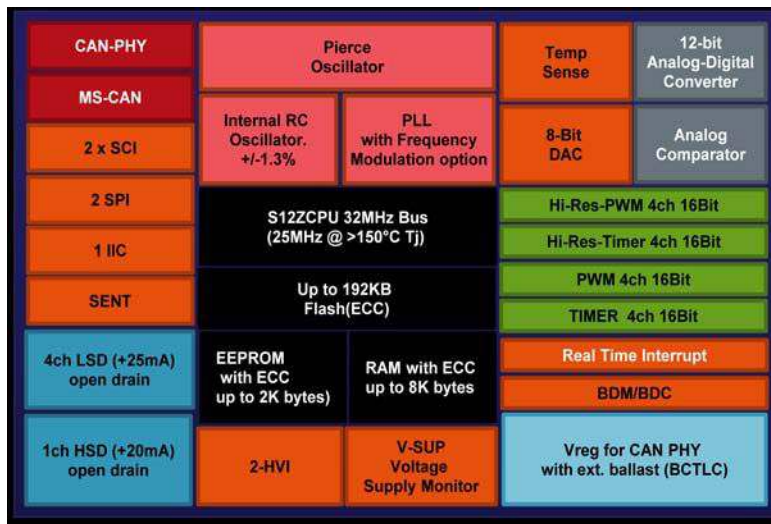 CAN-PHY
MS-CAN
2 x SCI
2 SPI
1 IIC
SENT
4ch LSD (+25mA)
open drain
1ch HSD (+20mA)
open drain
Pierce
Oscillator
Internal RC
Oscillator.
+/-1.3%
PLL
with Frequency
Modulation option
S12ZCPU 32MHz Bus
(25MHz @ >150°C Tj)
Up to 192KB
Flash(ECC)
EEPROM
with ECC
up to 2K bytes)
RAM with ECC
up to 8K bytes
2-HVI
V-SUP
Voltage
Supply Monitor
Temp
Sense
12-bit
Analog-Digital
Converter
8-Bit
DAC
Analog
Comparator
Hi-Res-PWM 4ch 16Bit
Hi-Res-Timer 4ch 16Bit
PWM 4ch 16Bit
TIMER 4ch 16Bit
Real Time Interrupt
BDM/BDC
Vreg for CAN PHY
with ext. ballast (BCTLC)